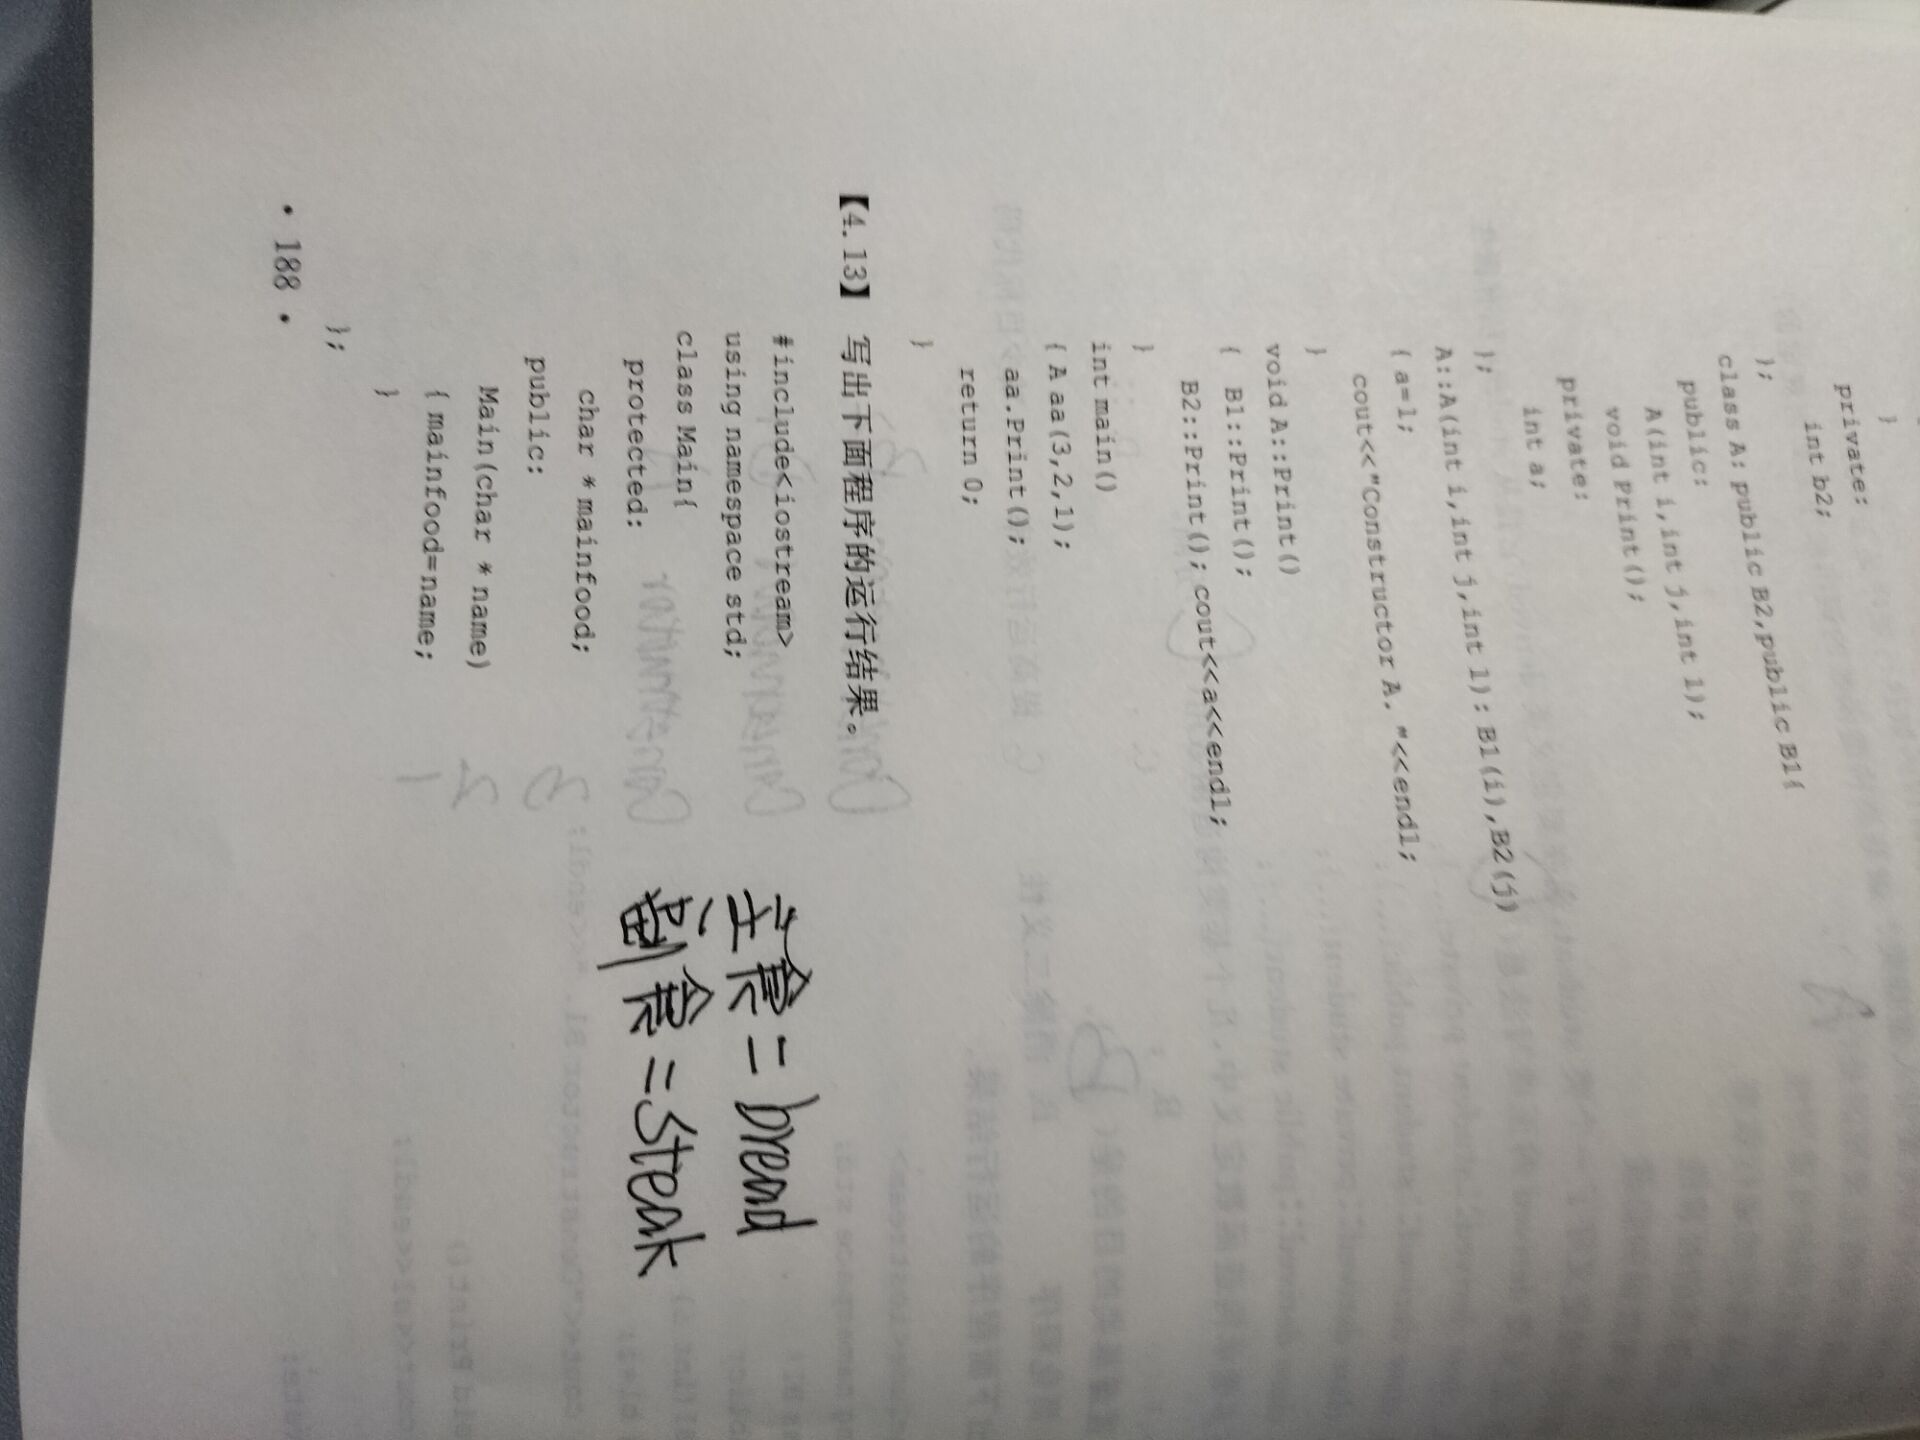 }
private:
int b2;
};
class A: public B2,public B1{
public:
A(int i,int j,int l);
void Print();
private:
int a;
};
A::A(int i,int j,int l):B1(i),B2(j)
{ a=l;
cout<<"Constructor A. "<<endl;
}
void A::Print()
{ B1::Print();
B2::Print();cout<<a<<endl;
}
int main()
{ A aa(3,2,1);
aa.Print();
return 0;
}
【4.13】 写出下面程序的运行结果。
#include<iostream>
using namespace std;
class Main{
protected:
char * mainfood;
public:
Main(char * name)
{ mainfood=name;
}
};
主食=bread
副食=Steak
• 188 •